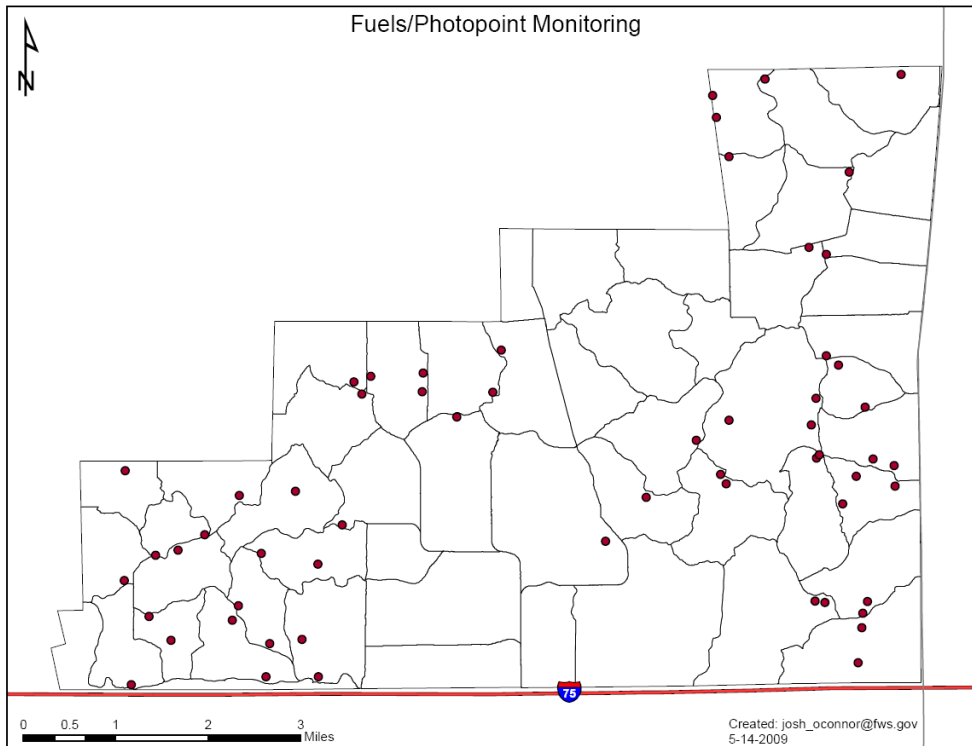 Fuels/Photopoint Monitoring
N
75
0 0.5 1 2 3
Miles
Created: josh_oconnor@fws.gov
5-14-2009